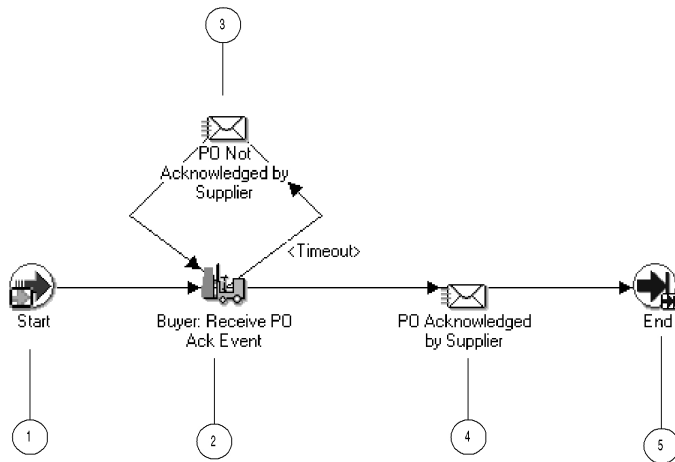 3
PO Not
Acknowledged by
Supplier
<Timeout>
Start
Buyer: Receive PO
Ack Event
PO Acknowledged
by Supplier
End
1
2
4
5